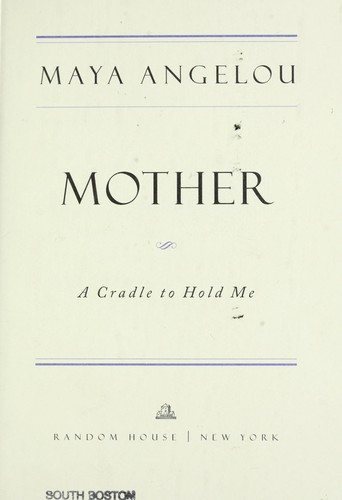 MAYA ANGELOU
MOTHER
A Cradle to Hold Me
RANDOM HOUSE | NEW YORK
SOUTH BOSTON